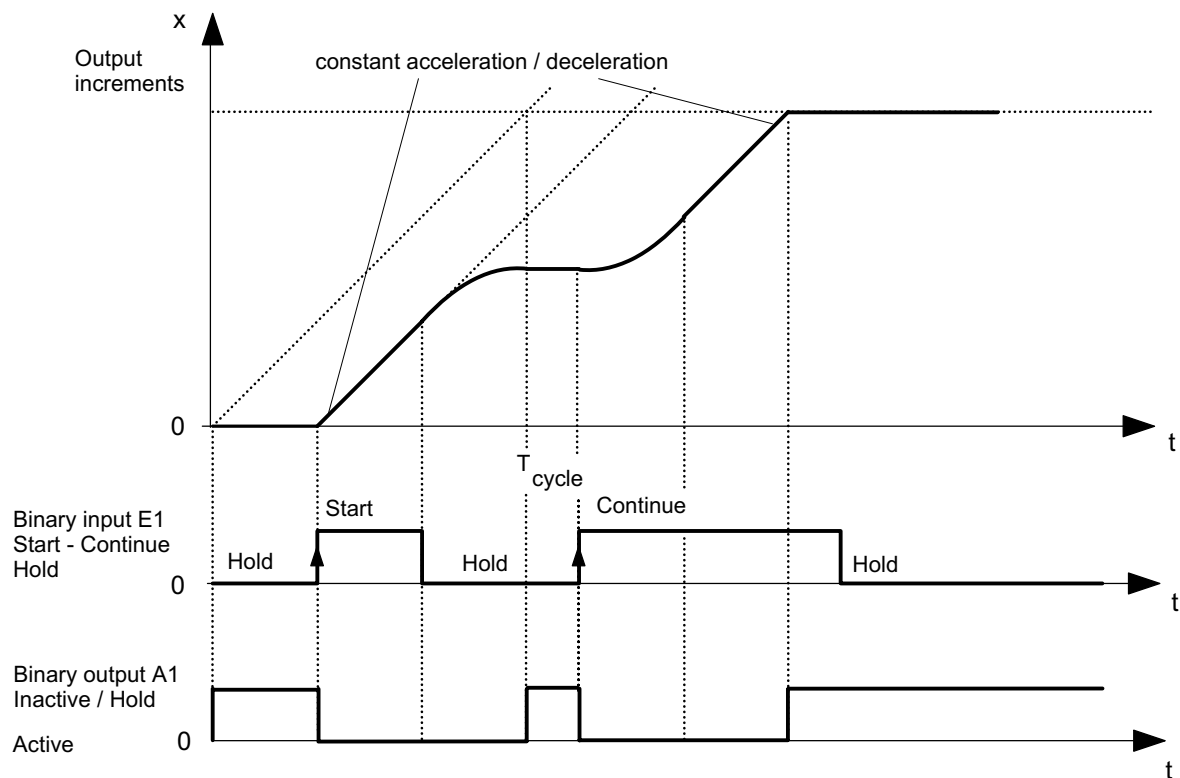 x
Output
increments
constant acceleration / deceleration
0
t
T
cycle
Binary input E1
Start - Continue
Hold
Start
Continue
Hold
Hold
Hold
0
t
Binary output A1
Inactive / Hold
Active
0
t